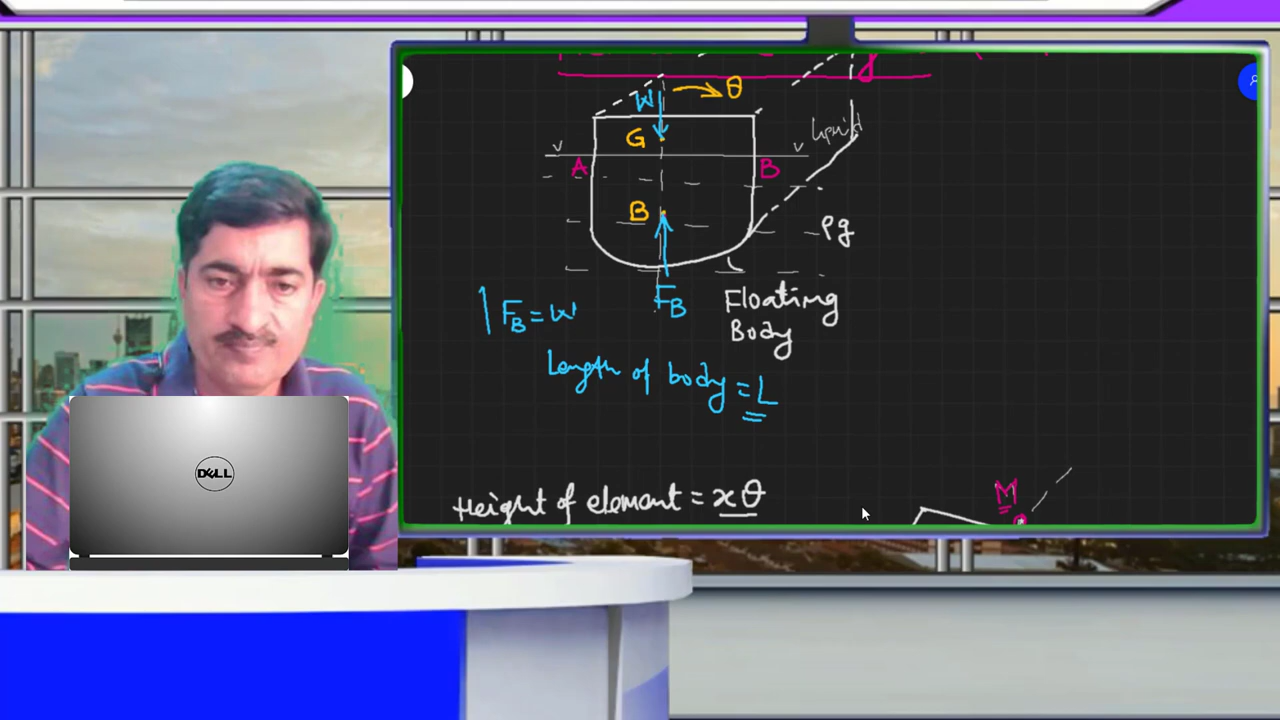 W
θ
G
liquid
A
B
B
ρg
F_B
Floating
Body
F_B = W
Length of body = L
Height of element = xθ
M
DELL